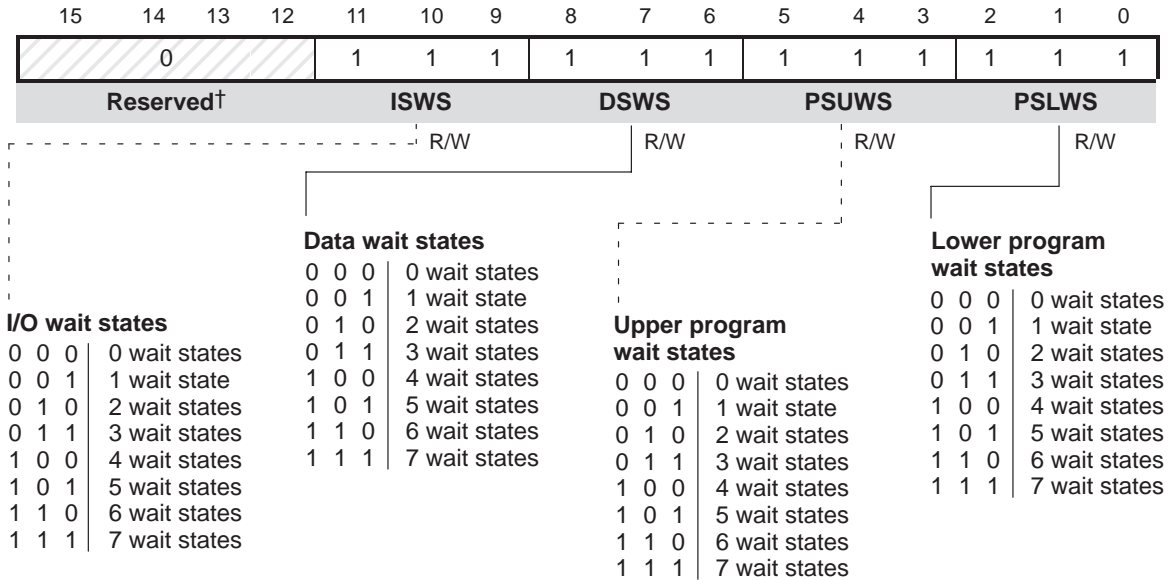 15 14 13 12 11 10 9 8 7 6 5 4 3 2 1 0
0 1 1 1 1 1 1 1 1 1 1 1 1
Reserved† ISWS DSWS PSUWS PSLWS
R/W R/W R/W R/W
I/O wait states
0 0 0 0 wait states
0 0 1 1 wait state
0 1 0 2 wait states
0 1 1 3 wait states
1 0 0 4 wait states
1 0 1 5 wait states
1 1 0 6 wait states
1 1 1 7 wait states
Data wait states
0 0 0 0 wait states
0 0 1 1 wait state
0 1 0 2 wait states
0 1 1 3 wait states
1 0 0 4 wait states
1 0 1 5 wait states
1 1 0 6 wait states
1 1 1 7 wait states
Upper program
wait states
0 0 0 0 wait states
0 0 1 1 wait state
0 1 0 2 wait states
0 1 1 3 wait states
1 0 0 4 wait states
1 0 1 5 wait states
1 1 0 6 wait states
1 1 1 7 wait states
Lower program
wait states
0 0 0 0 wait states
0 0 1 1 wait state
0 1 0 2 wait states
0 1 1 3 wait states
1 0 0 4 wait states
1 0 1 5 wait states
1 1 0 6 wait states
1 1 1 7 wait states